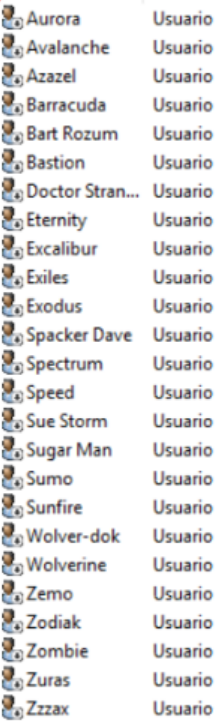 Aurora Usuario
Avalanche Usuario
Azazel Usuario
Barracuda Usuario
Bart Rozum Usuario
Bastion Usuario
Doctor Stran... Usuario
Eternity Usuario
Excalibur Usuario
Exiles Usuario
Exodus Usuario
Spacker Dave Usuario
Spectrum Usuario
Speed Usuario
Sue Storm Usuario
Sugar Man Usuario
Sumo Usuario
Sunfire Usuario
Wolver-dok Usuario
Wolverine Usuario
Zemo Usuario
Zodiak Usuario
Zombie Usuario
Zuras Usuario
Zzzax Usuario